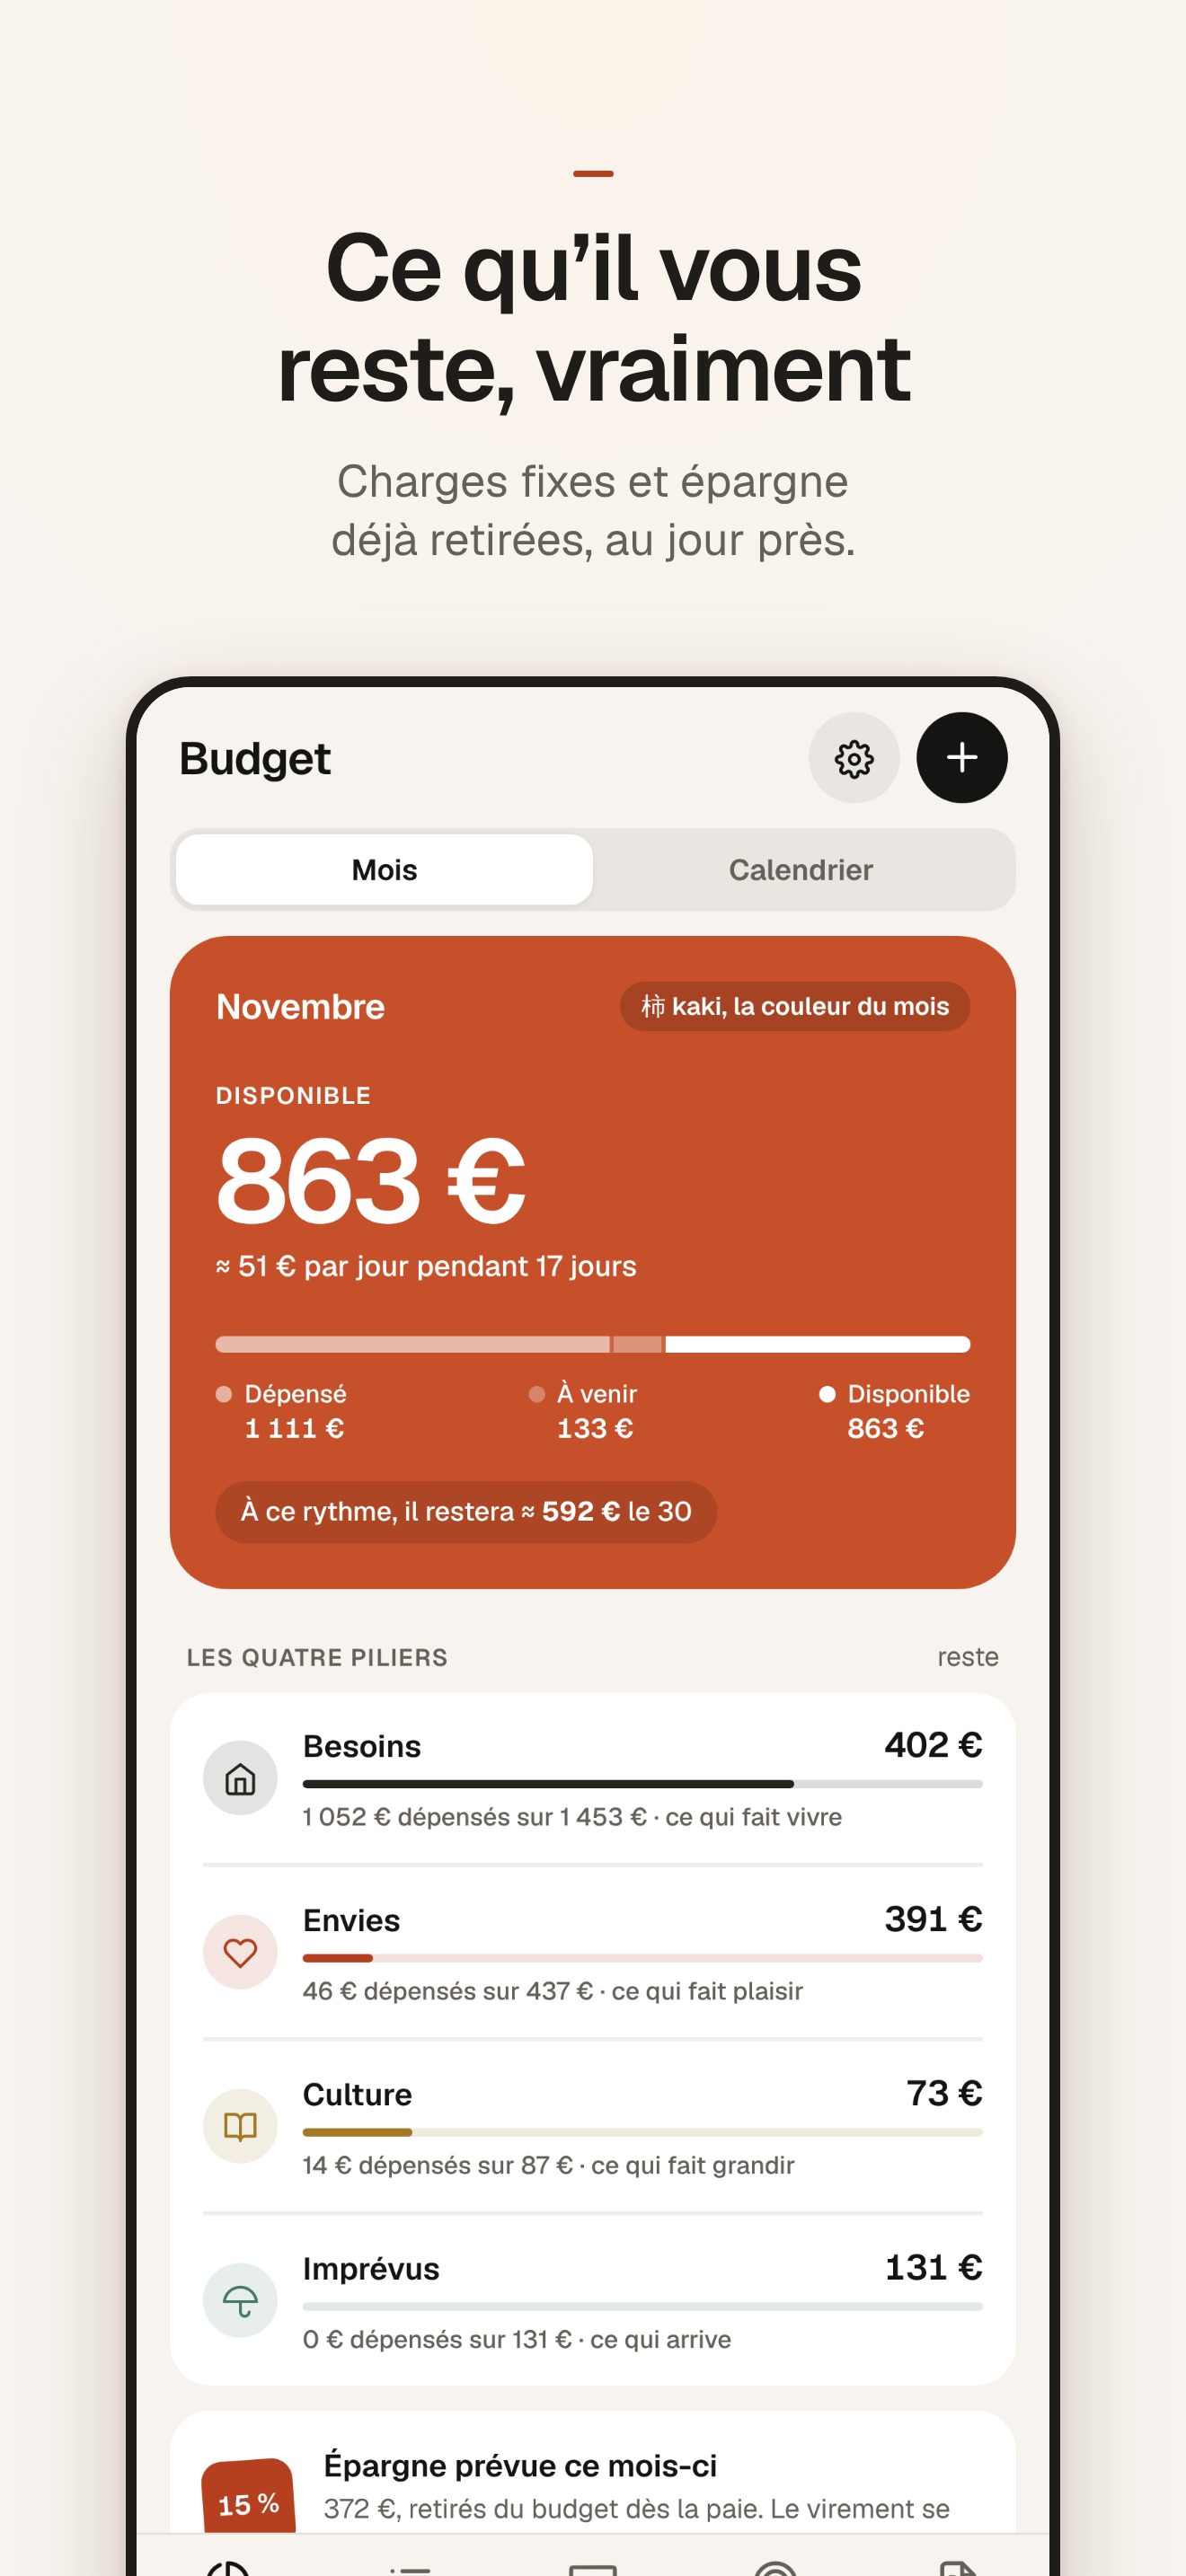 Ce qu’il vous
reste, vraiment
Charges fixes et épargne
déjà retirées, au jour près.
Budget
Mois
Calendrier
Novembre
柿 kaki, la couleur du mois
DISPONIBLE
863 €
≈ 51 € par jour pendant 17 jours
Dépensé
1 111 €
À venir
133 €
Disponible
863 €
À ce rythme, il restera ≈ 592 € le 30
LES QUATRE PILIERS
reste
Besoins
402 €
1 052 € dépensés sur 1 453 € · ce qui fait vivre
Envies
391 €
46 € dépensés sur 437 € · ce qui fait plaisir
Culture
73 €
14 € dépensés sur 87 € · ce qui fait grandir
Imprévus
131 €
0 € dépensés sur 131 € · ce qui arrive
15 %
Épargne prévue ce mois-ci
372 €, retirés du budget dès la paie. Le virement se